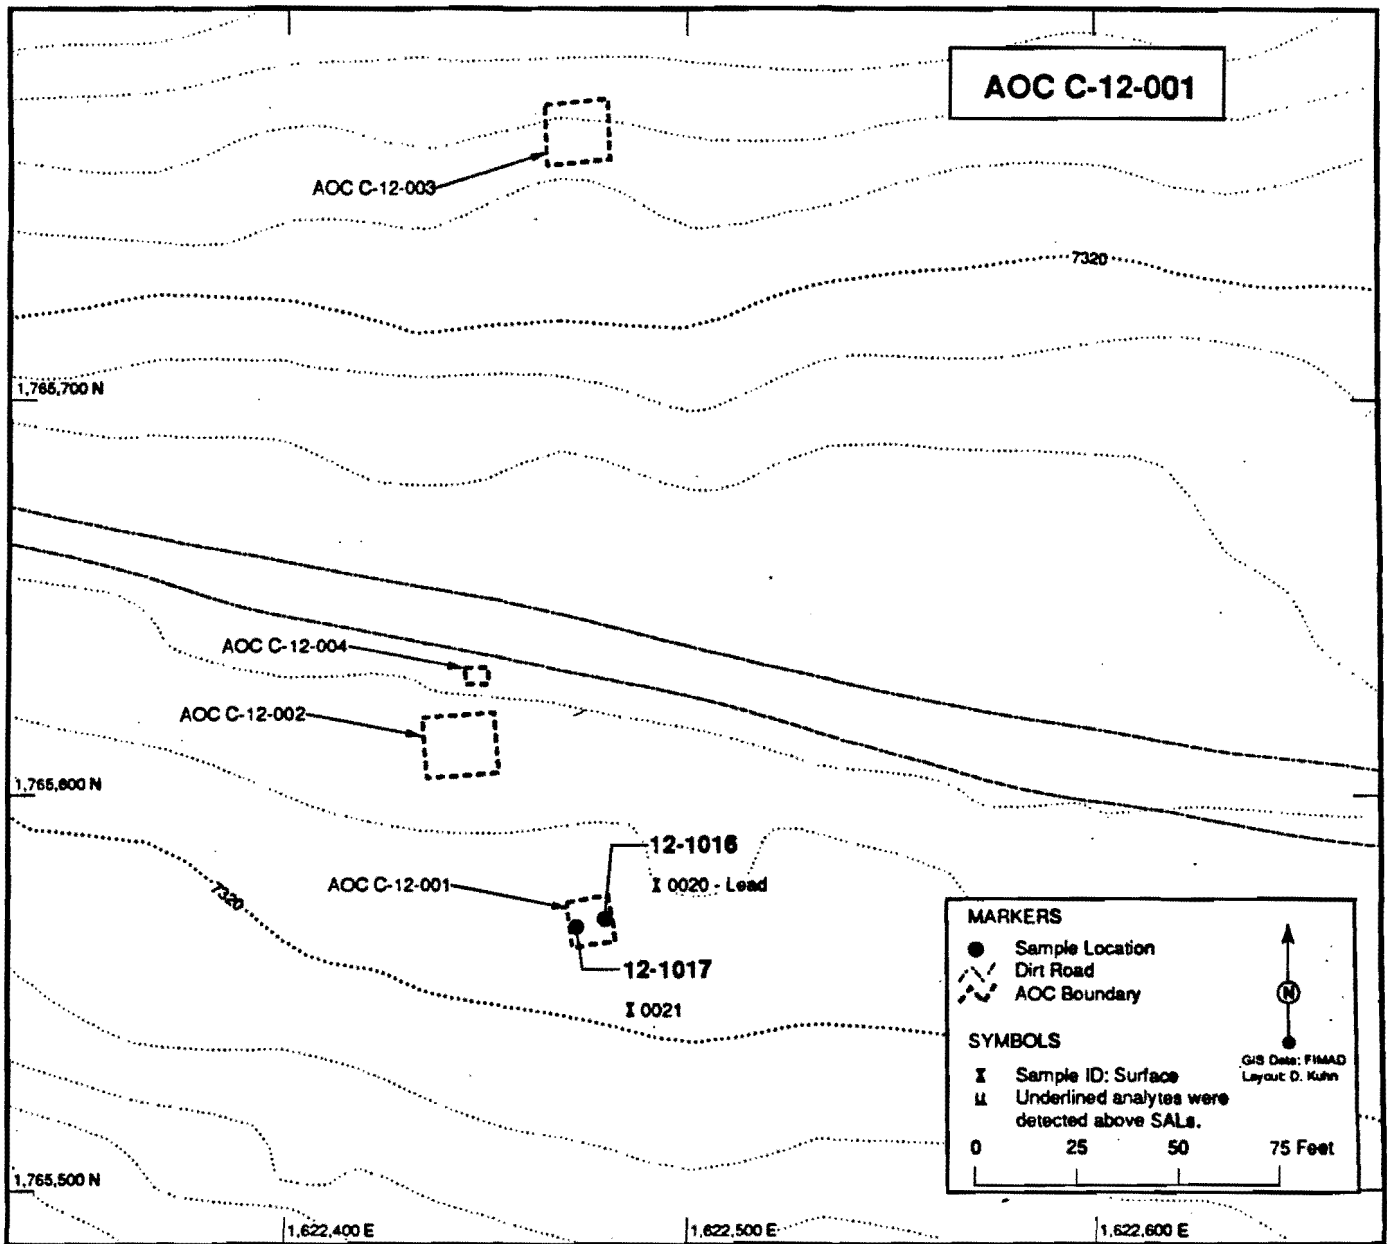 AOC C-12-001
AOC C-12-003
7320
1,765,700 N
AOC C-12-004
AOC C-12-002
1,765,600 N
12-1016
I 0020 - Lead
AOC C-12-001
7320
12-1017
I 0021
MARKERS
Sample Location
Dirt Road
AOC Boundary
N
GIS Data: FIMAD
Layout: D. Kuhn
SYMBOLS
I Sample ID: Surface
u Underlined analytes were
detected above SALs.
0 25 50 75 Feet
1,765,500 N
1,622,400 E
1,622,500 E
1,622,600 E